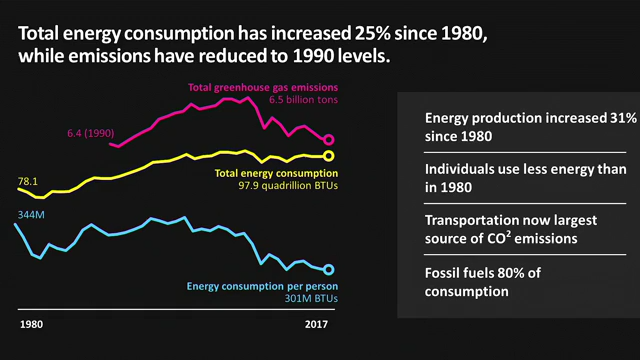 Total energy consumption has increased 25% since 1980,
while emissions have reduced to 1990 levels.
Total greenhouse gas emissions
6.5 billion tons
6.4 (1990)
Total energy consumption
97.9 quadrillion BTUs
78.1
344M
Energy consumption per person
301M BTUs
1980
2017
Energy production increased 31%
since 1980
Individuals use less energy than
in 1980
Transportation now largest
source of CO² emissions
Fossil fuels 80% of
consumption